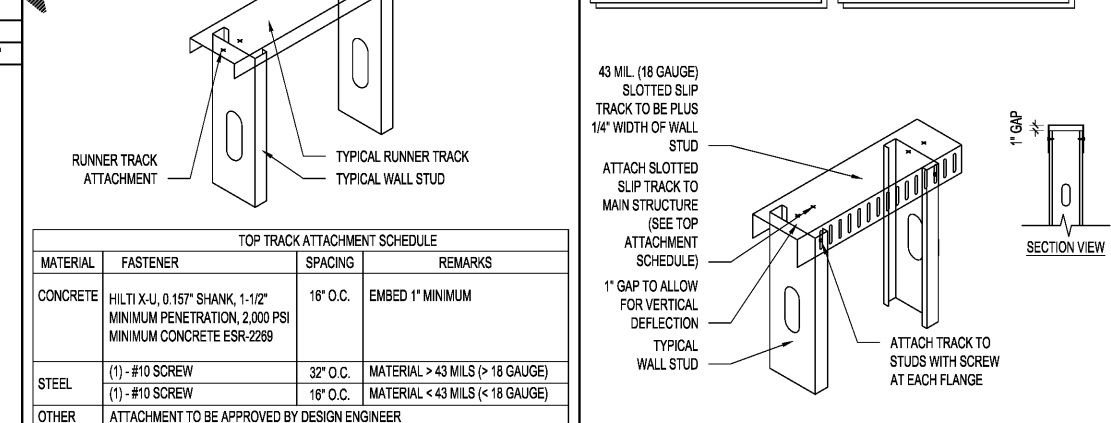 RUNNER TRACK
ATTACHMENT
TYPICAL RUNNER TRACK
TYPICAL WALL STUD
TOP TRACK ATTACHMENT SCHEDULE
MATERIAL FASTENER SPACING REMARKS
CONCRETE HILTI X-U, 0.157" SHANK, 1-1/2" 16" O.C. EMBED 1" MINIMUM
MINIMUM PENETRATION, 2,000 PSI
MINIMUM CONCRETE ESR-2269
STEEL
(1) - #10 SCREW 32" O.C. MATERIAL > 43 MILS (> 18 GAUGE)
(1) - #10 SCREW 16" O.C. MATERIAL < 43 MILS (< 18 GAUGE)
OTHER ATTACHMENT TO BE APPROVED BY DESIGN ENGINEER
43 MIL. (18 GAUGE)
SLOTTED SLIP
TRACK TO BE PLUS
1/4" WIDTH OF WALL
STUD
ATTACH SLOTTED
SLIP TRACK TO
MAIN STRUCTURE
(SEE TOP
ATTACHMENT
SCHEDULE)
1" GAP TO ALLOW
FOR VERTICAL
DEFLECTION
TYPICAL
WALL STUD
ATTACH TRACK TO
STUDS WITH SCREW
AT EACH FLANGE
1" GAP
SECTION VIEW